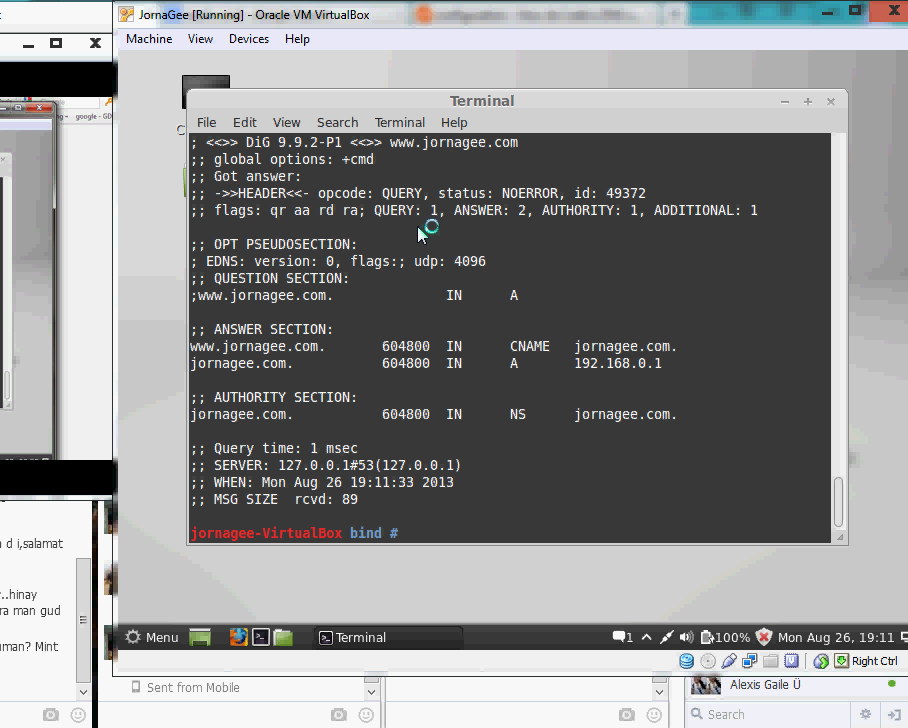 JornaGee [Running] - Oracle VM VirtualBox
Machine View Devices Help
google - GD
Terminal
File Edit View Search Terminal Help
; <<>> DiG 9.9.2-P1 <<>> www.jornagee.com
;; global options: +cmd
;; Got answer:
;; ->>HEADER<<- opcode: QUERY, status: NOERROR, id: 49372
;; flags: qr aa rd ra; QUERY: 1, ANSWER: 2, AUTHORITY: 1, ADDITIONAL: 1
;; OPT PSEUDOSECTION:
; EDNS: version: 0, flags:; udp: 4096
;; QUESTION SECTION:
;www.jornagee.com. IN A
;; ANSWER SECTION:
www.jornagee.com. 604800 IN CNAME jornagee.com.
jornagee.com. 604800 IN A 192.168.0.1
;; AUTHORITY SECTION:
jornagee.com. 604800 IN NS jornagee.com.
;; Query time: 1 msec
;; SERVER: 127.0.0.1#53(127.0.0.1)
;; WHEN: Mon Aug 26 19:11:33 2013
;; MSG SIZE rcvd: 89
jornagee-VirtualBox bind #
d i,salamat
..hinay
ra man gud
uman? Mint
Menu Terminal 1 100% Mon Aug 26, 19:11
Right Ctrl
Sent from Mobile
Alexis Gaile Ü
Search